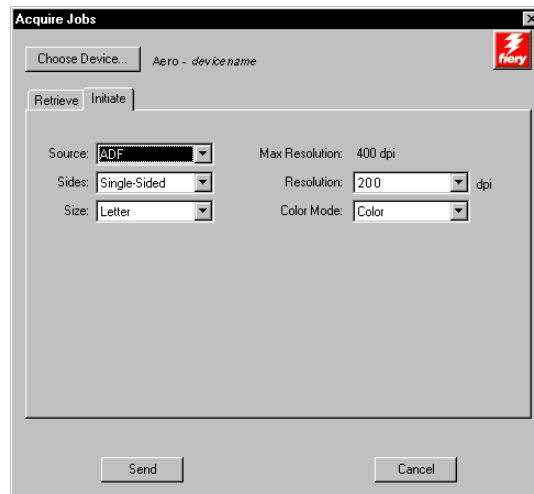 Acquire Jobs
Choose Device... Aero - devicename
fiery
Retrieve Initiate
Source: ADF Max Resolution: 400 dpi
Sides: Single-Sided Resolution: 200 dpi
Size: Letter Color Mode: Color
Send Cancel